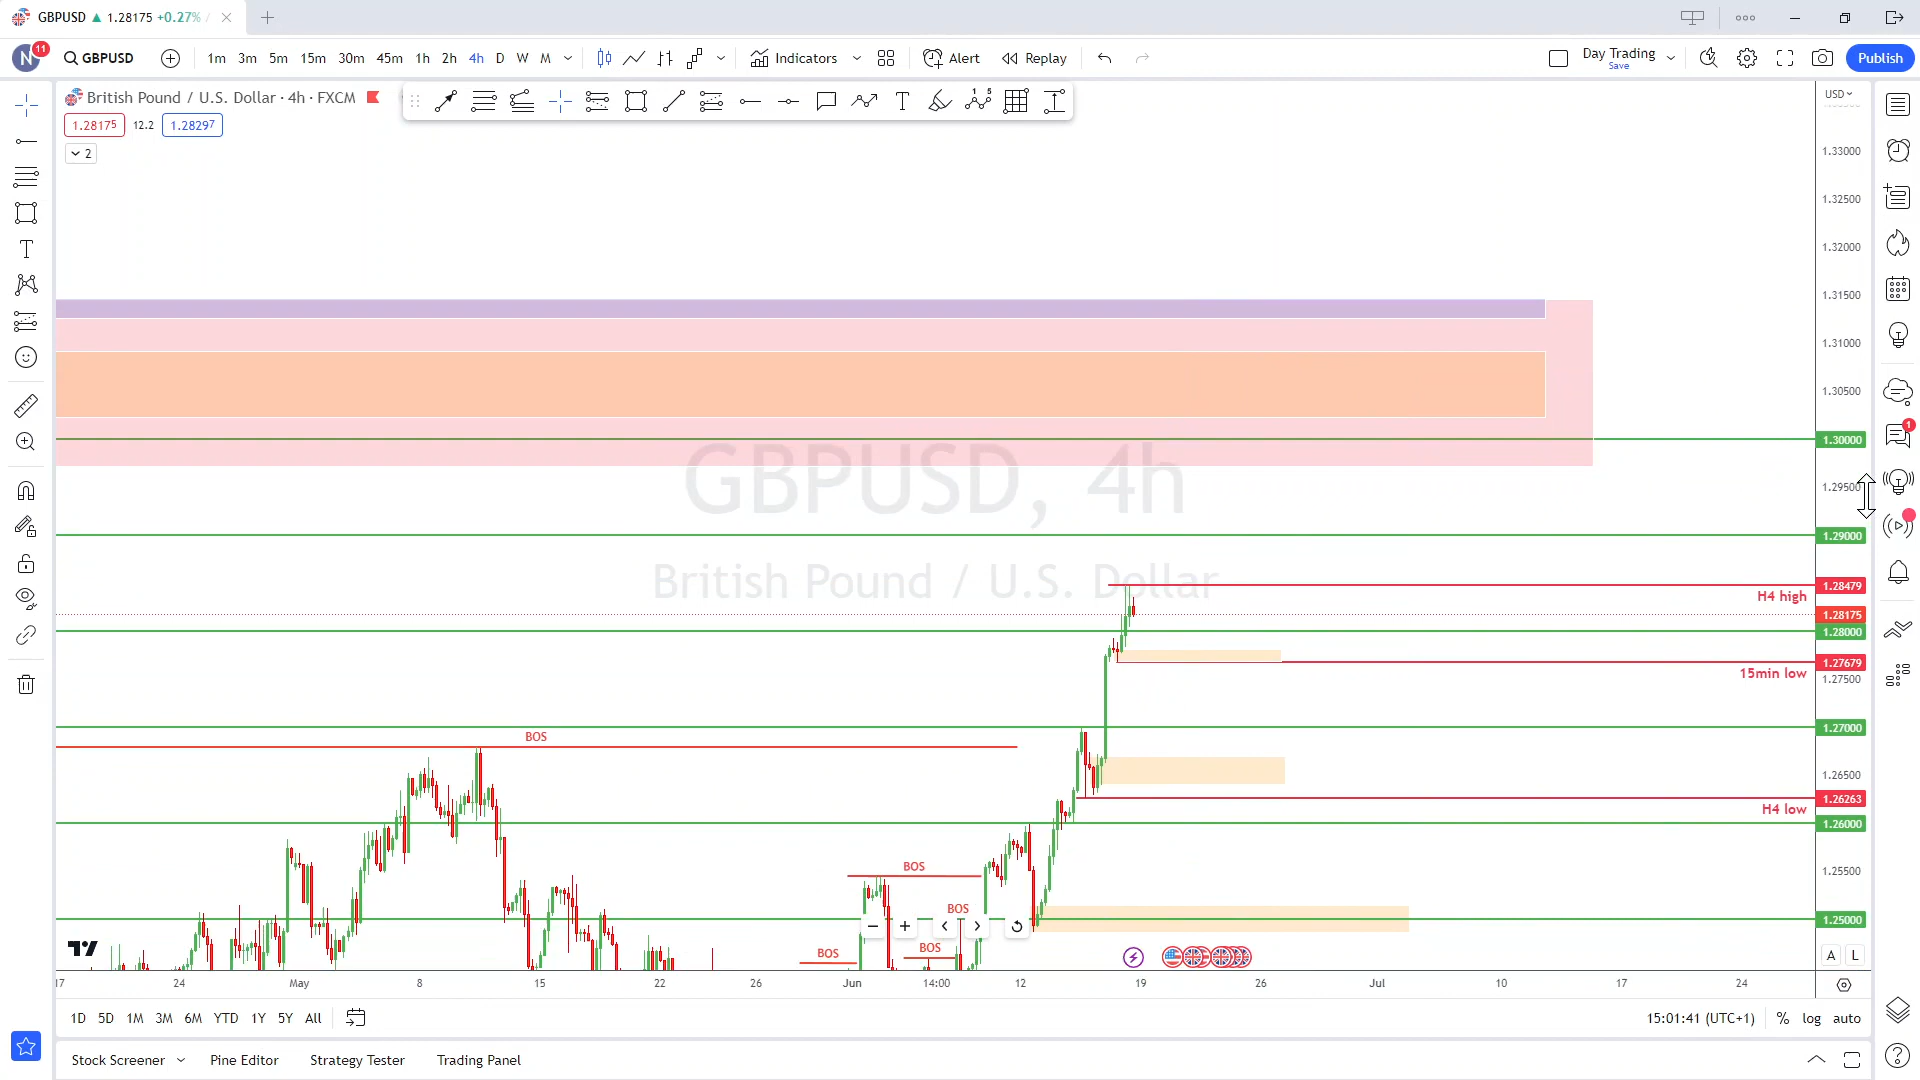 GBPUSD ▲ 1.28175 +0.27% /
N 11 GBPUSD 1m 3m 5m 15m 30m 45m 1h 2h 4h D W M Indicators Alert Replay Day Trading Save Publish
British Pound / U.S. Dollar · 4h · FXCM
1.28175 12.2 1.28297
2
USD
1.33000
1.32500
1.32000
1.31500
1.31000
1.30500
1.30000
1.29500
1.29000
1.28479
H4 high
1.28175
1.28000
1.27679
15min low
1.27500
1.27000
1.26500
1.26263
H4 low
1.26000
1.25500
1.25000
GBPUSD, 4h
British Pound / U.S. Dollar
BOS
BOS
BOS
BOS
BOS
1
A L
17 24 May 8 15 22 26 Jun 14:00 12 19 26 Jul 10 17 24
1D 5D 1M 3M 6M YTD 1Y 5Y All 15:01:41 (UTC+1) % log auto
Stock Screener Pine Editor Strategy Tester Trading Panel